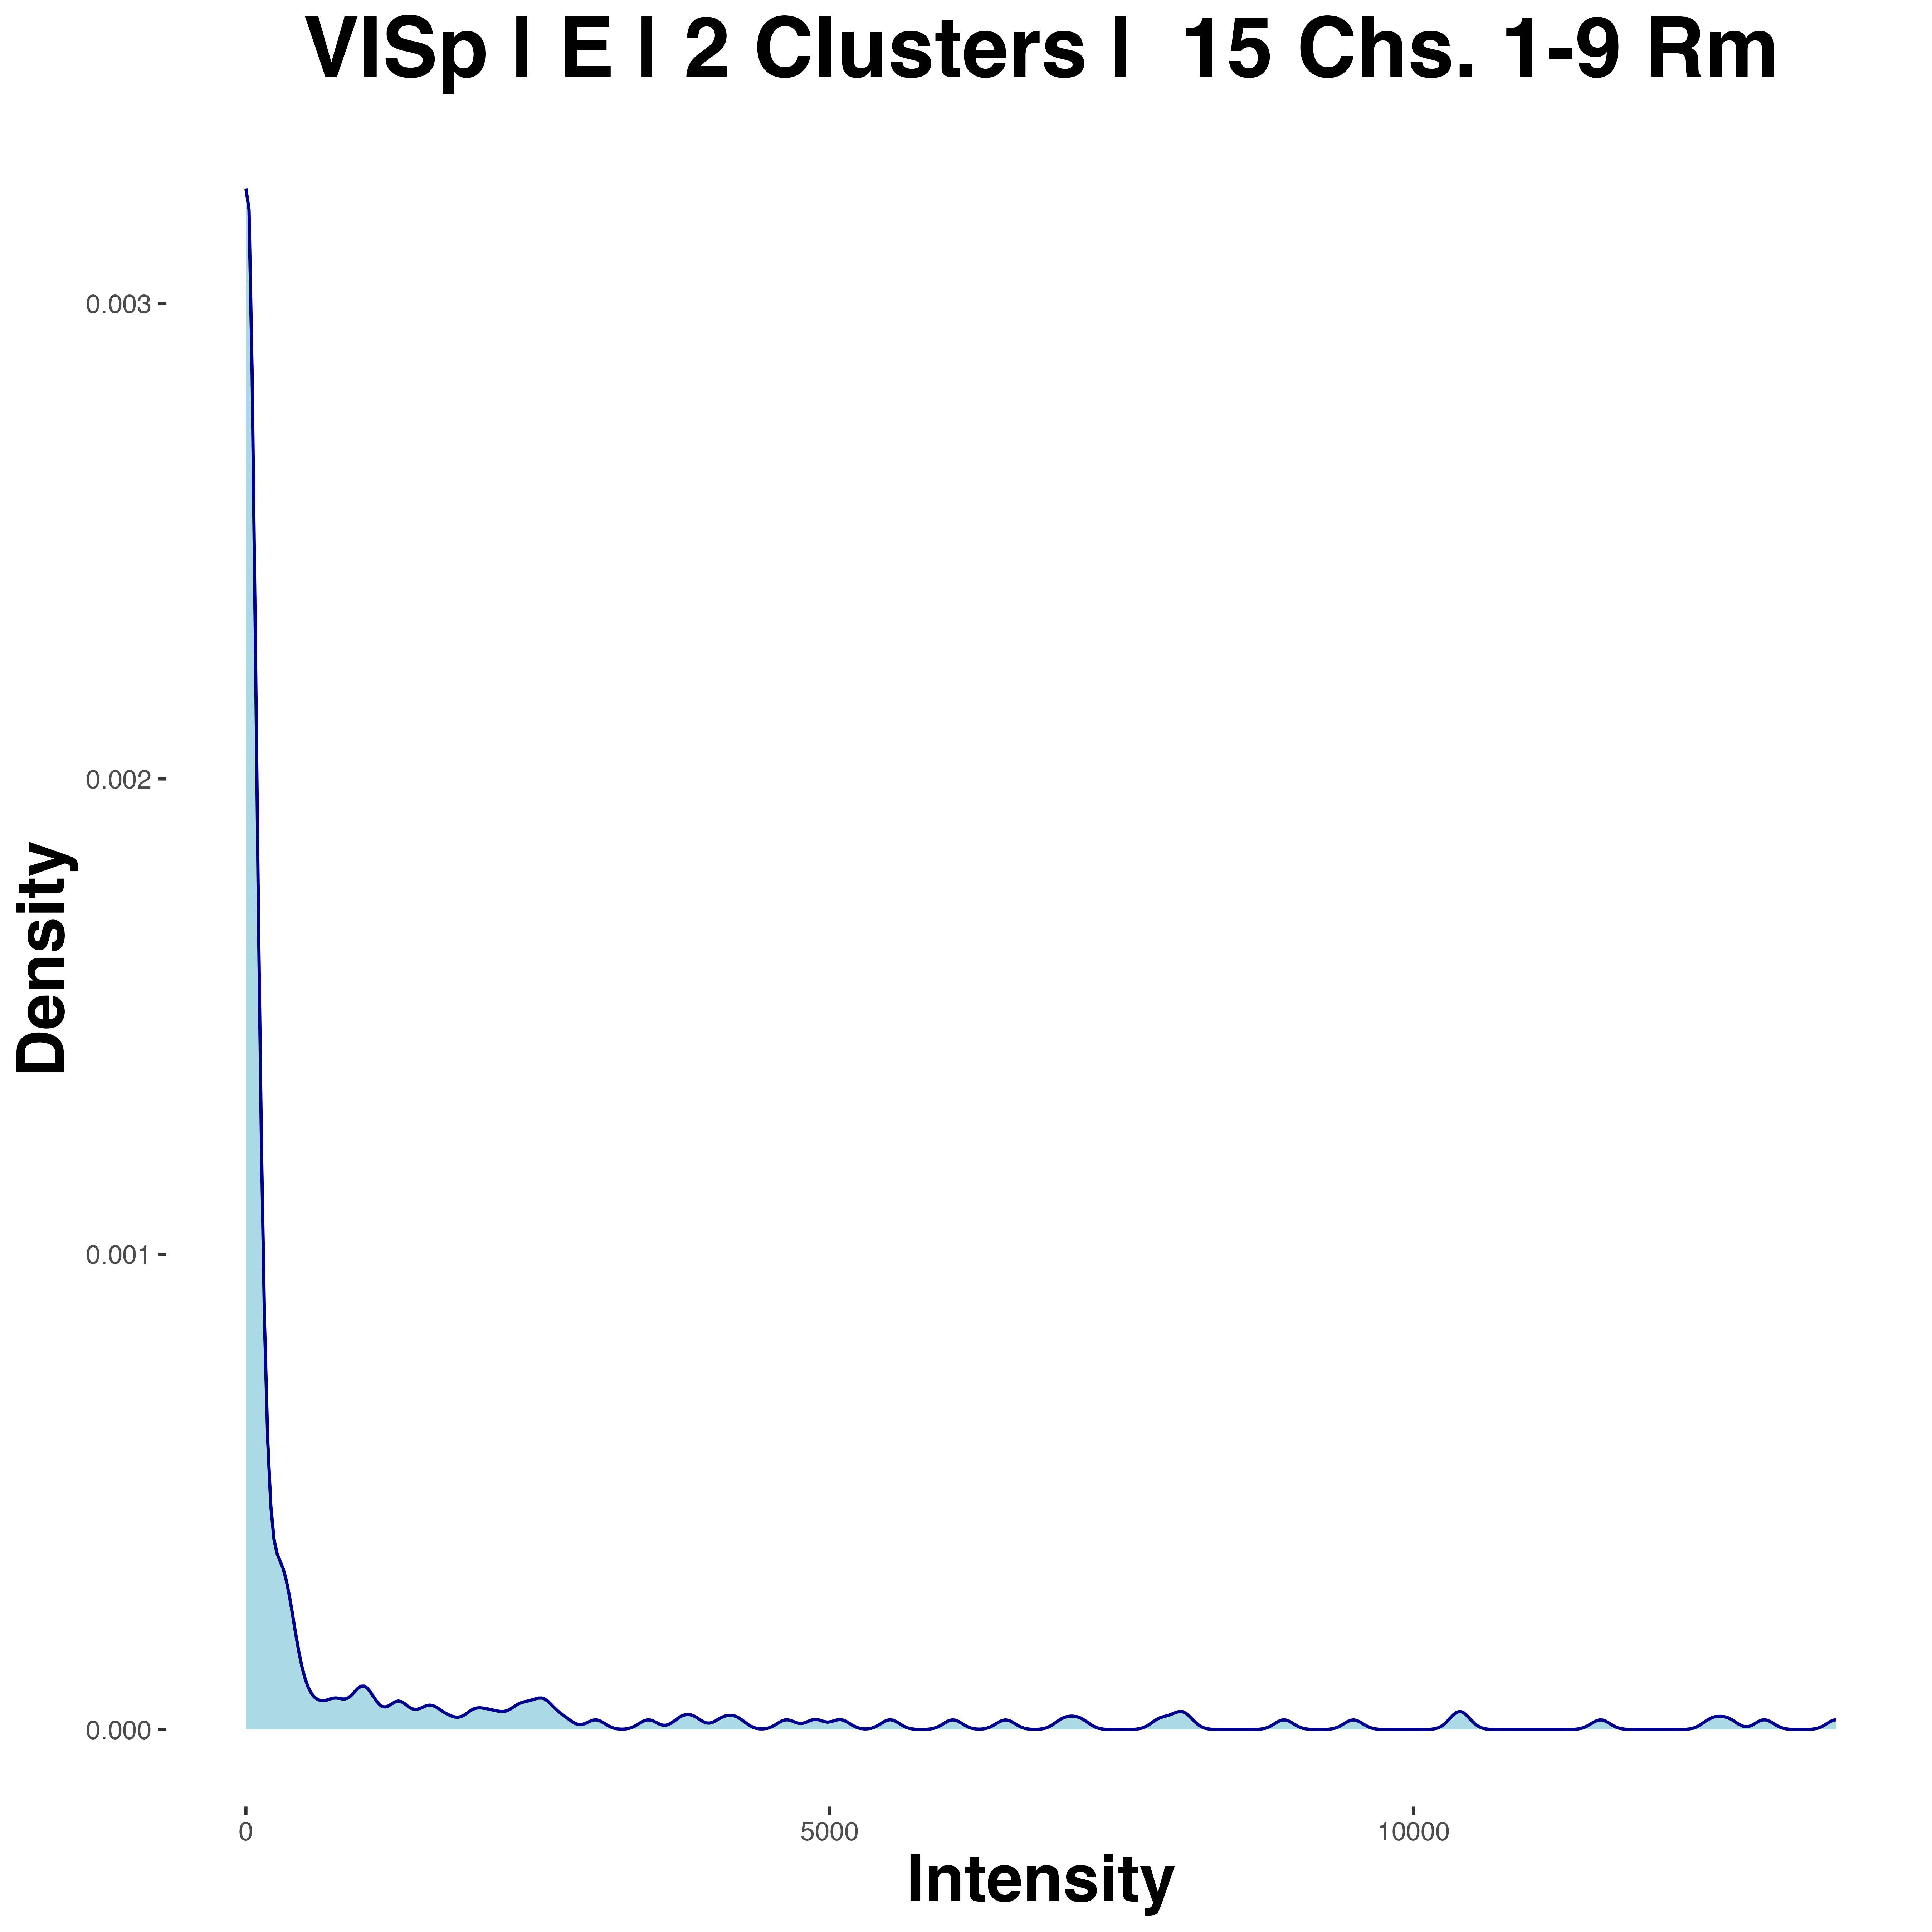 VISp | E | 2 Clusters |  15 Chs. 1-9 Rm
0.003
0.002
0.001
0.000
Density
0
5000
10000
Intensity